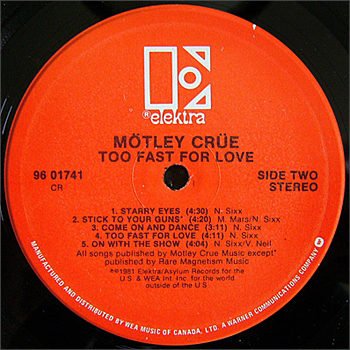 ® elektra
MÖTLEY CRÜE
TOO FAST FOR LOVE
96 01741
CR
SIDE TWO
STEREO
1. STARRY EYES (4:30) N. Sixx
2. STICK TO YOUR GUNS* (4:20) M. Mars/N. Sixx
3. COME ON AND DANCE (3:11) N. Sixx
4. TOO FAST FOR LOVE (4:11) N. Sixx
5. ON WITH THE SHOW (4:04) N. Sixx/V. Neil
All songs published by Motley Crue Music except*
published by Rare Magnetism Music
℗1981 Elektra/Asylum Records for the
U.S. & WEA Int. Inc. for the world
outside of the U.S.
MANUFACTURED AND DISTRIBUTED BY WEA MUSIC OF CANADA, LTD. A WARNER COMMUNICATIONS COMPANY